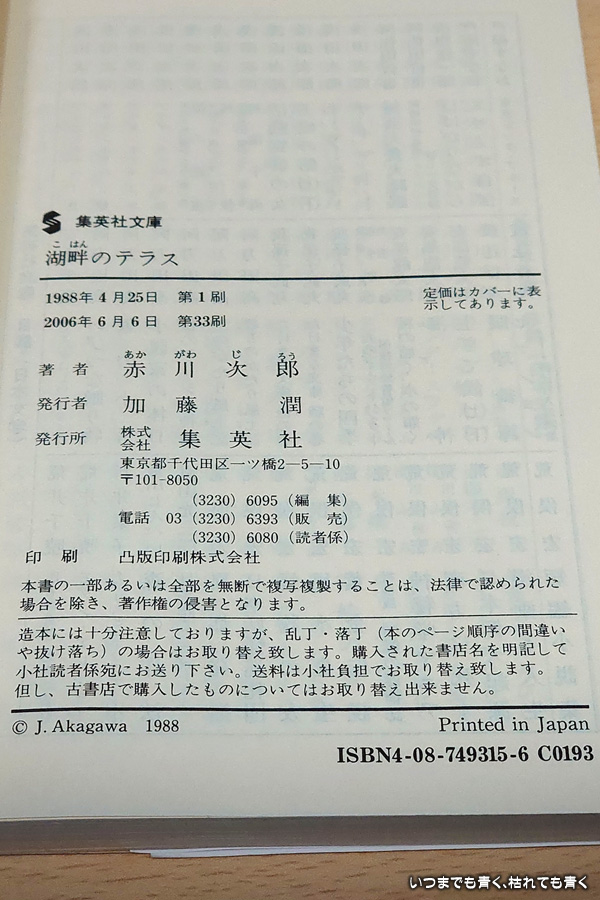 集英社文庫
こ はん
湖畔のテラス
1988年4月25日 第1刷
2006年6月6日 第33刷
定価はカバーに表
示してあります。
あか がわ じ ろう
著者 赤川次郎
発行者 加藤 潤
発行所 株式会社 集英社
東京都千代田区一ツ橋2―5―10
〒101-8050
(3230) 6095 (編集)
電話 03 (3230) 6393 (販売)
(3230) 6080 (読者係)
印刷 凸版印刷株式会社
本書の一部あるいは全部を無断で複写複製することは、法律で認められた
場合を除き、著作権の侵害となります。
造本には十分注意しておりますが、乱丁・落丁（本のページ順序の間違い
や抜け落ち）の場合はお取り替え致します。購入された書店名を明記して
小社読者係宛にお送り下さい。送料は小社負担でお取り替え致します。
但し、古書店で購入したものについてはお取り替え出来ません。
© J. Akagawa 1988
Printed in Japan
ISBN4-08-749315-6 C0193
いつまでも青く、枯れても青く